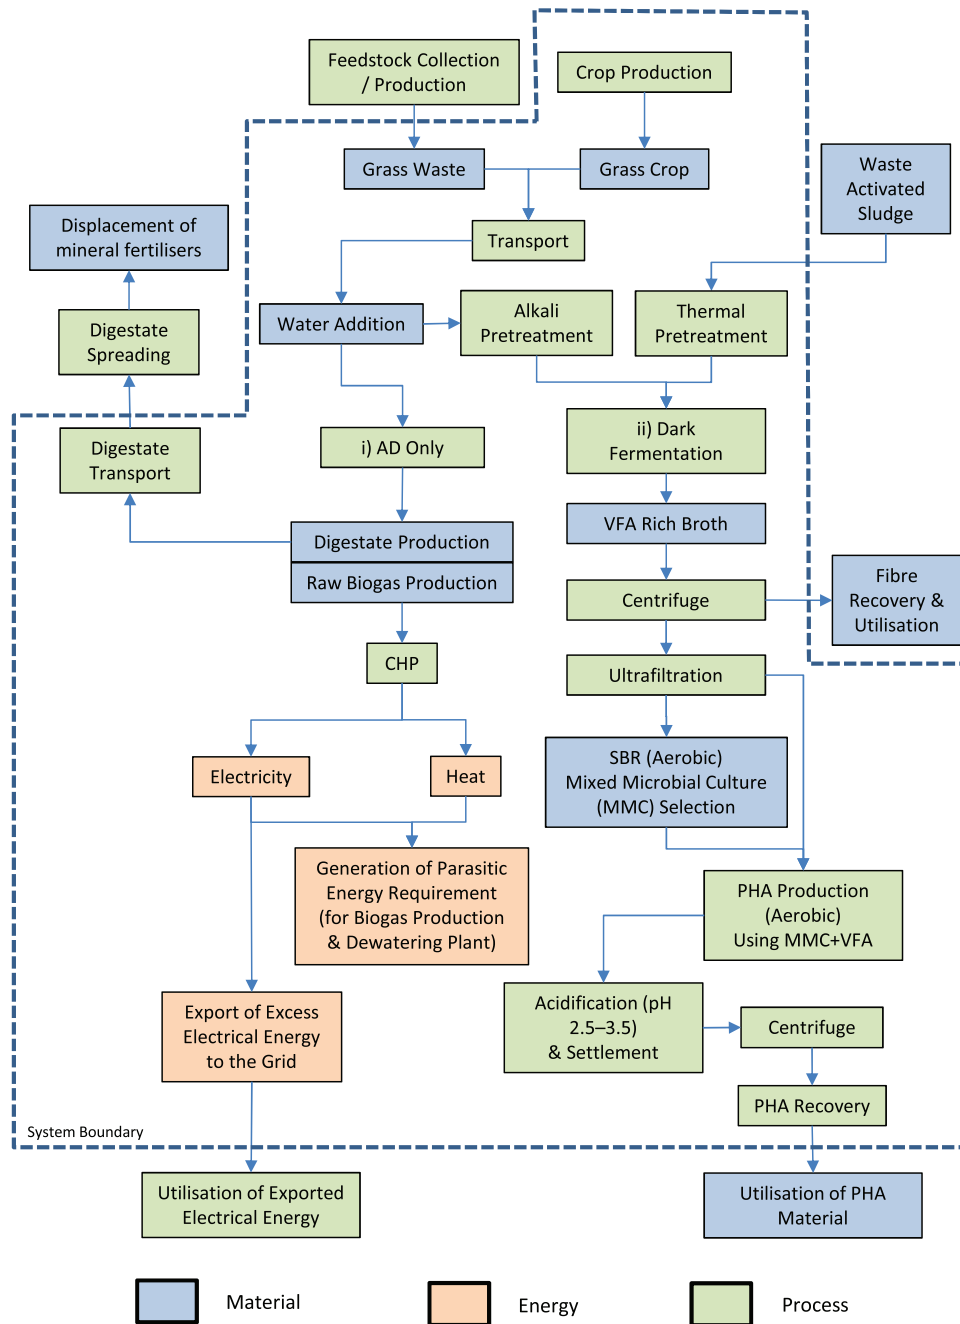 Feedstock Collection
/ Production
Crop Production
Grass Waste
Grass Crop
Waste
Activated
Sludge
Displacement of
mineral fertilisers
Transport
Digestate
Spreading
Water Addition
Alkali
Pretreatment
Thermal
Pretreatment
Digestate
Transport
i) AD Only
ii) Dark
Fermentation
Digestate Production
Raw Biogas Production
VFA Rich Broth
Centrifuge
Fibre
Recovery &
Utilisation
CHP
Ultrafiltration
Electricity
Heat
SBR (Aerobic)
Mixed Microbial Culture
(MMC) Selection
Generation of Parasitic
Energy Requirement
(for Biogas Production
& Dewatering Plant)
PHA Production
(Aerobic)
Using MMC+VFA
Export of Excess
Electrical Energy
to the Grid
Acidification (pH
2.5–3.5)
& Settlement
Centrifuge
PHA Recovery
System Boundary
Utilisation of Exported
Electrical Energy
Utilisation of PHA
Material
Material
Energy
Process